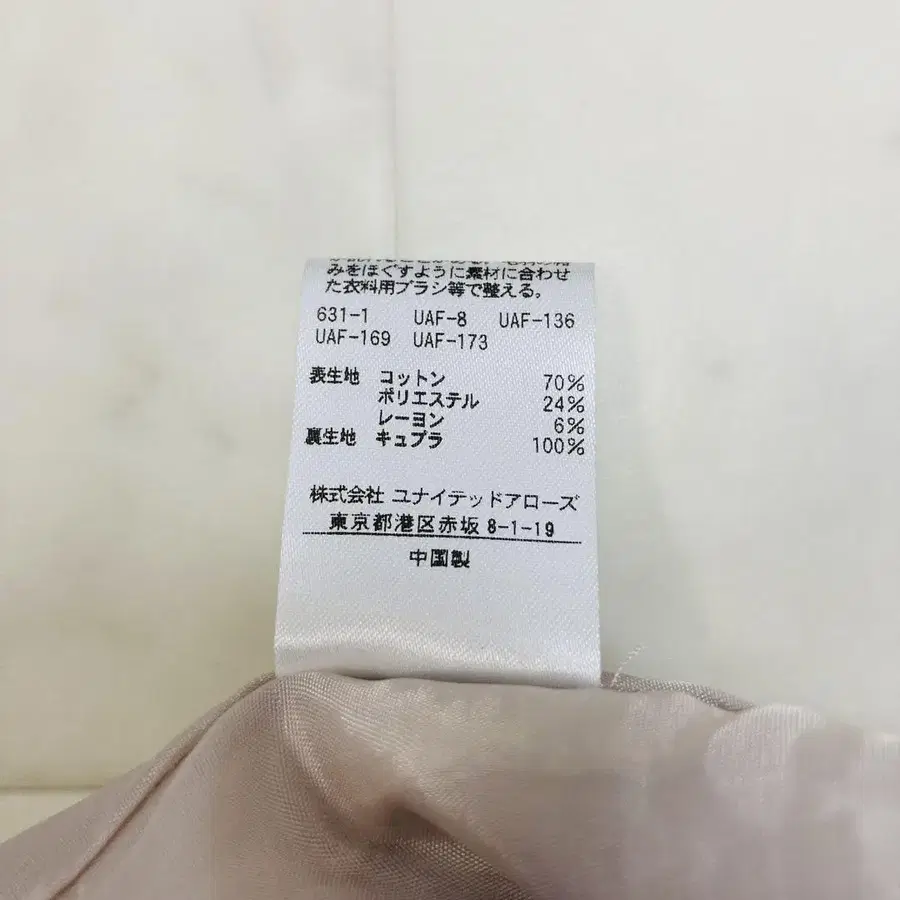 みをほぐすように素材に合わせ
た衣料用ブラシ等で整える。
631-1 UAF-8 UAF-136
UAF-169 UAF-173
表生地 コットン 70%
ポリエステル 24%
レーヨン 6%
裏生地 キュプラ 100%
株式会社 ユナイテッドアローズ
東京都港区赤坂 8-1-19
中国製